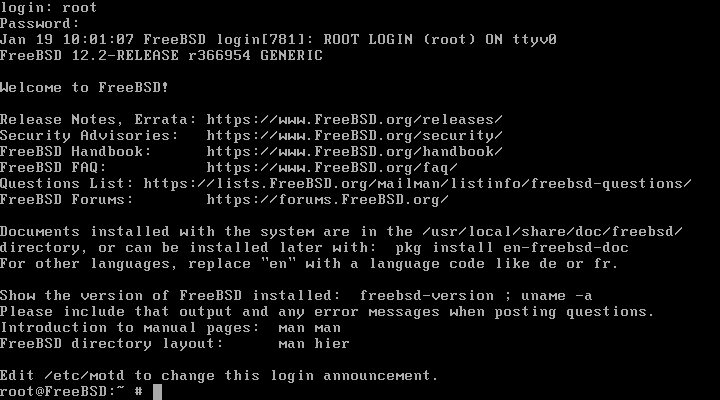 login: root
Password:
Jan 19 10:01:07 FreeBSD login[781]: ROOT LOGIN (root) ON ttyv0
FreeBSD 12.2-RELEASE r366954 GENERIC
Welcome to FreeBSD!
Release Notes, Errata: https://www.FreeBSD.org/releases/
Security Advisories:   https://www.FreeBSD.org/security/
FreeBSD Handbook:      https://www.FreeBSD.org/handbook/
FreeBSD FAQ:           https://www.FreeBSD.org/faq/
Questions List: https://lists.FreeBSD.org/mailman/listinfo/freebsd-questions/
FreeBSD Forums:        https://forums.FreeBSD.org/
Documents installed with the system are in the /usr/local/share/doc/freebsd/
directory, or can be installed later with:  pkg install en-freebsd-doc
For other languages, replace "en" with a language code like de or fr.
Show the version of FreeBSD installed:  freebsd-version ; uname -a
Please include that output and any error messages when posting questions.
Introduction to manual pages:  man man
FreeBSD directory layout:      man hier
Edit /etc/motd to change this login announcement.
root@FreeBSD:~ #